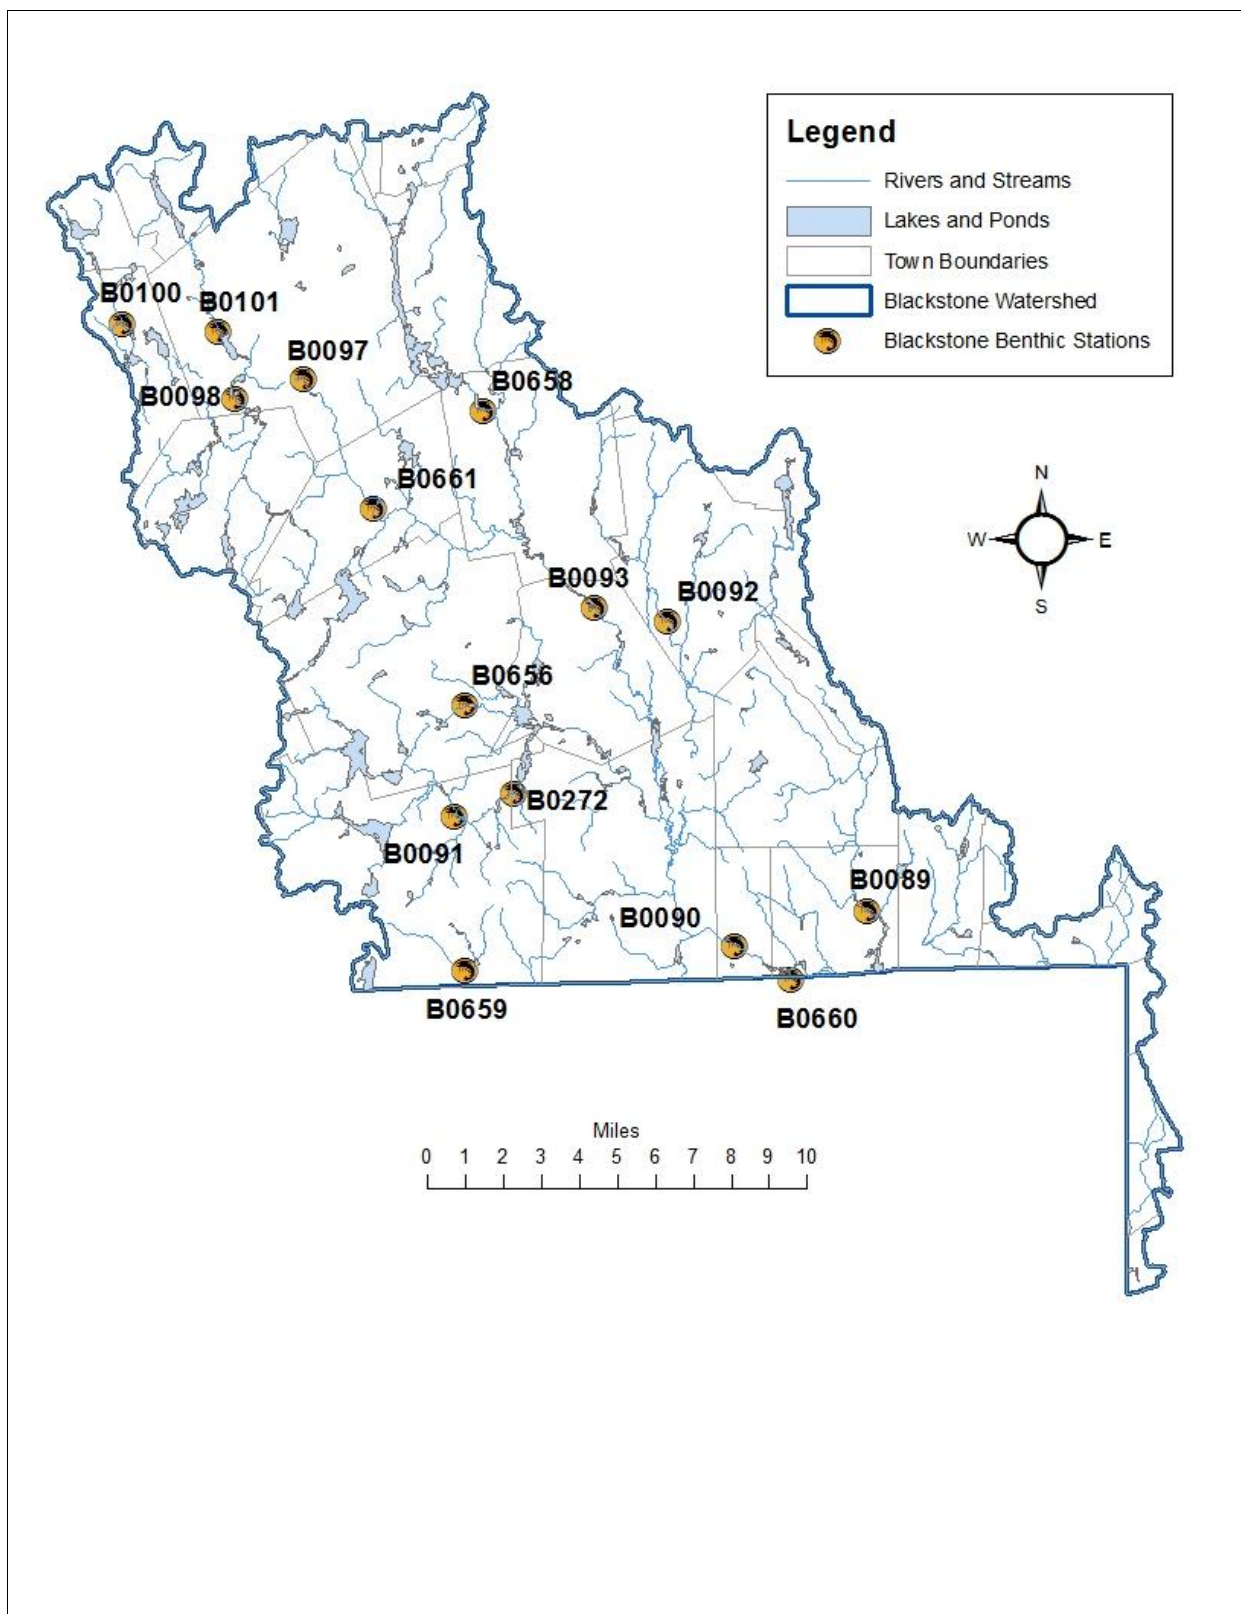 Legend
Rivers and Streams
Lakes and Ponds
Town Boundaries
Blackstone Watershed
Blackstone Benthic Stations
B0100
B0101
B0097
B0098
B0658
B0661
N
W
E
S
B0093
B0092
B0656
B0272
B0091
B0089
B0090
B0659
B0660
Miles
0 1 2 3 4 5 6 7 8 9 10